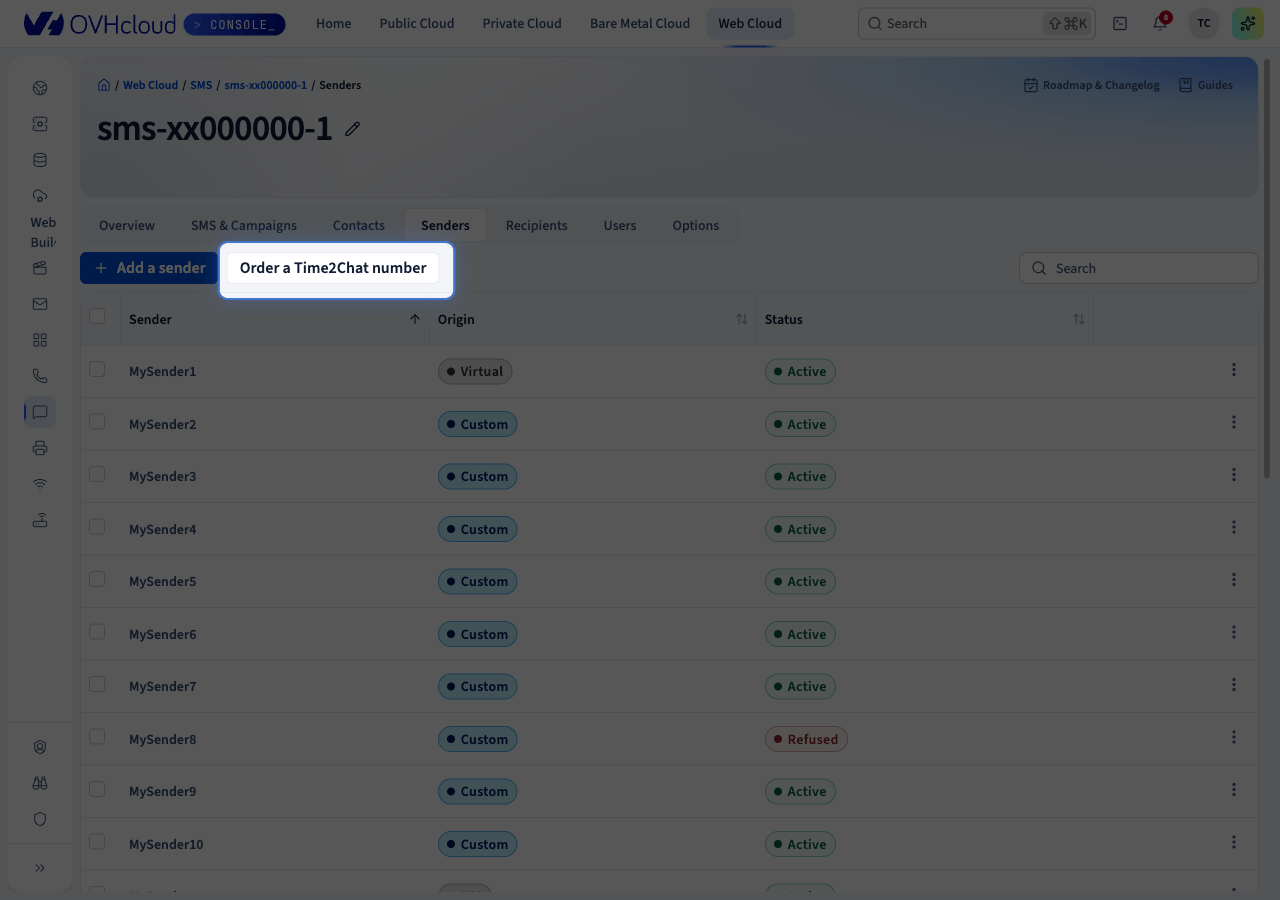 OVHcloud > CONSOLE_ Home Public Cloud Private Cloud Bare Metal Cloud Web Cloud Search ⇧⌘K TC
/ Web Cloud / SMS / sms-xx000000-1 / Senders Roadmap & Changelog Guides
sms-xx000000-1
Web
Buil
Overview SMS & Campaigns Contacts Senders Recipients Users Options
+ Add a sender Order a Time2Chat number Search
Sender Origin Status
MySender1 Virtual Active
MySender2 Custom Active
MySender3 Custom Active
MySender4 Custom Active
MySender5 Custom Active
MySender6 Custom Active
MySender7 Custom Active
MySender8 Custom Refused
MySender9 Custom Active
MySender10 Custom Active